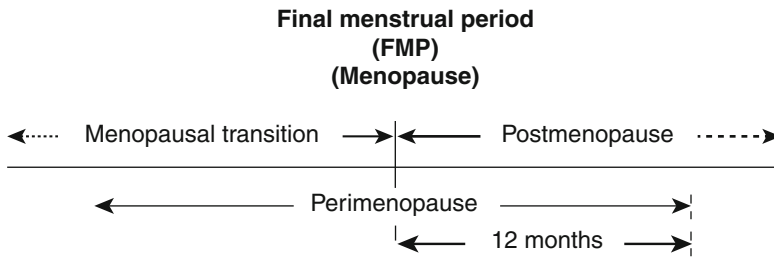 Final menstrual period
(FMP)
(Menopause)
Menopausal transition
Postmenopause
Perimenopause
12 months